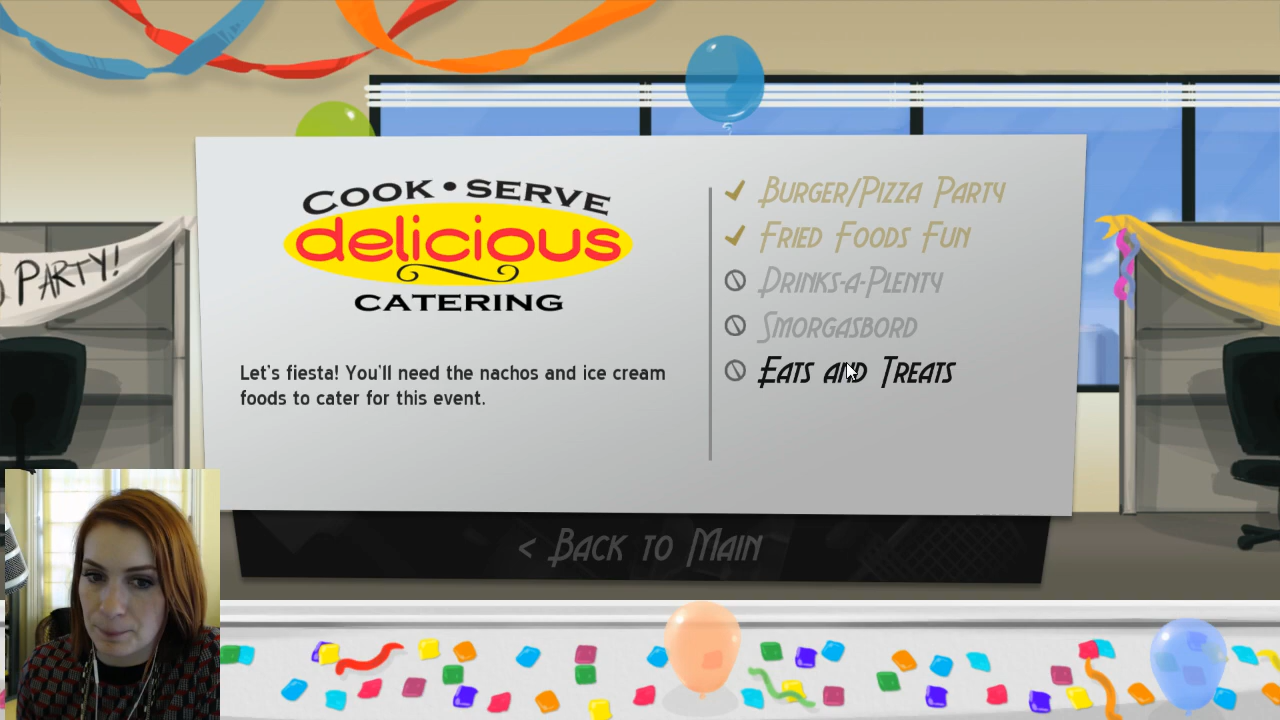 COOK • SERVE
delicious
CATERING
Let's fiesta! You'll need the nachos and ice cream
foods to cater for this event.
BURGER/PIZZA PARTY
FRIED FOODS FUN
DRINKS-A-PLENTY
SMORGASBORD
EATS AND TREATS
PARTY!
< BACK TO MAIN